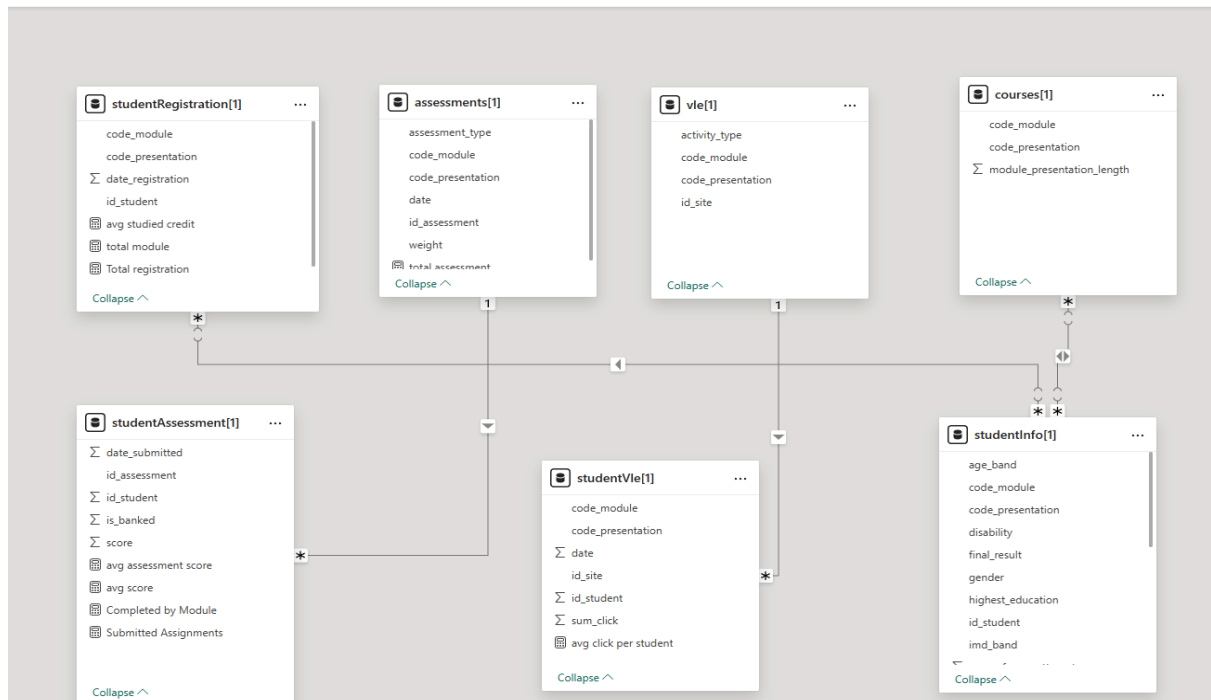 studentRegistration[1]
...
code_module
code_presentation
Σ date_registration
id_student
avg studied credit
total module
Total registration
Collapse
assessments[1]
...
assessment_type
code_module
code_presentation
date
id_assessment
weight
total assessment
Collapse
vle[1]
...
activity_type
code_module
code_presentation
id_site
Collapse
courses[1]
...
code_module
code_presentation
Σ module_presentation_length
Collapse
*
1
1
*
*
*
studentAssessment[1]
...
Σ date_submitted
id_assessment
Σ id_student
Σ is_banked
Σ score
avg assessment score
avg score
Completed by Module
Submitted Assignments
Collapse
*
studentVle[1]
...
code_module
code_presentation
Σ date
id_site
Σ id_student
Σ sum_click
avg click per student
Collapse
*
studentInfo[1]
...
age_band
code_module
code_presentation
disability
final_result
gender
highest_education
id_student
imd_band
Collapse